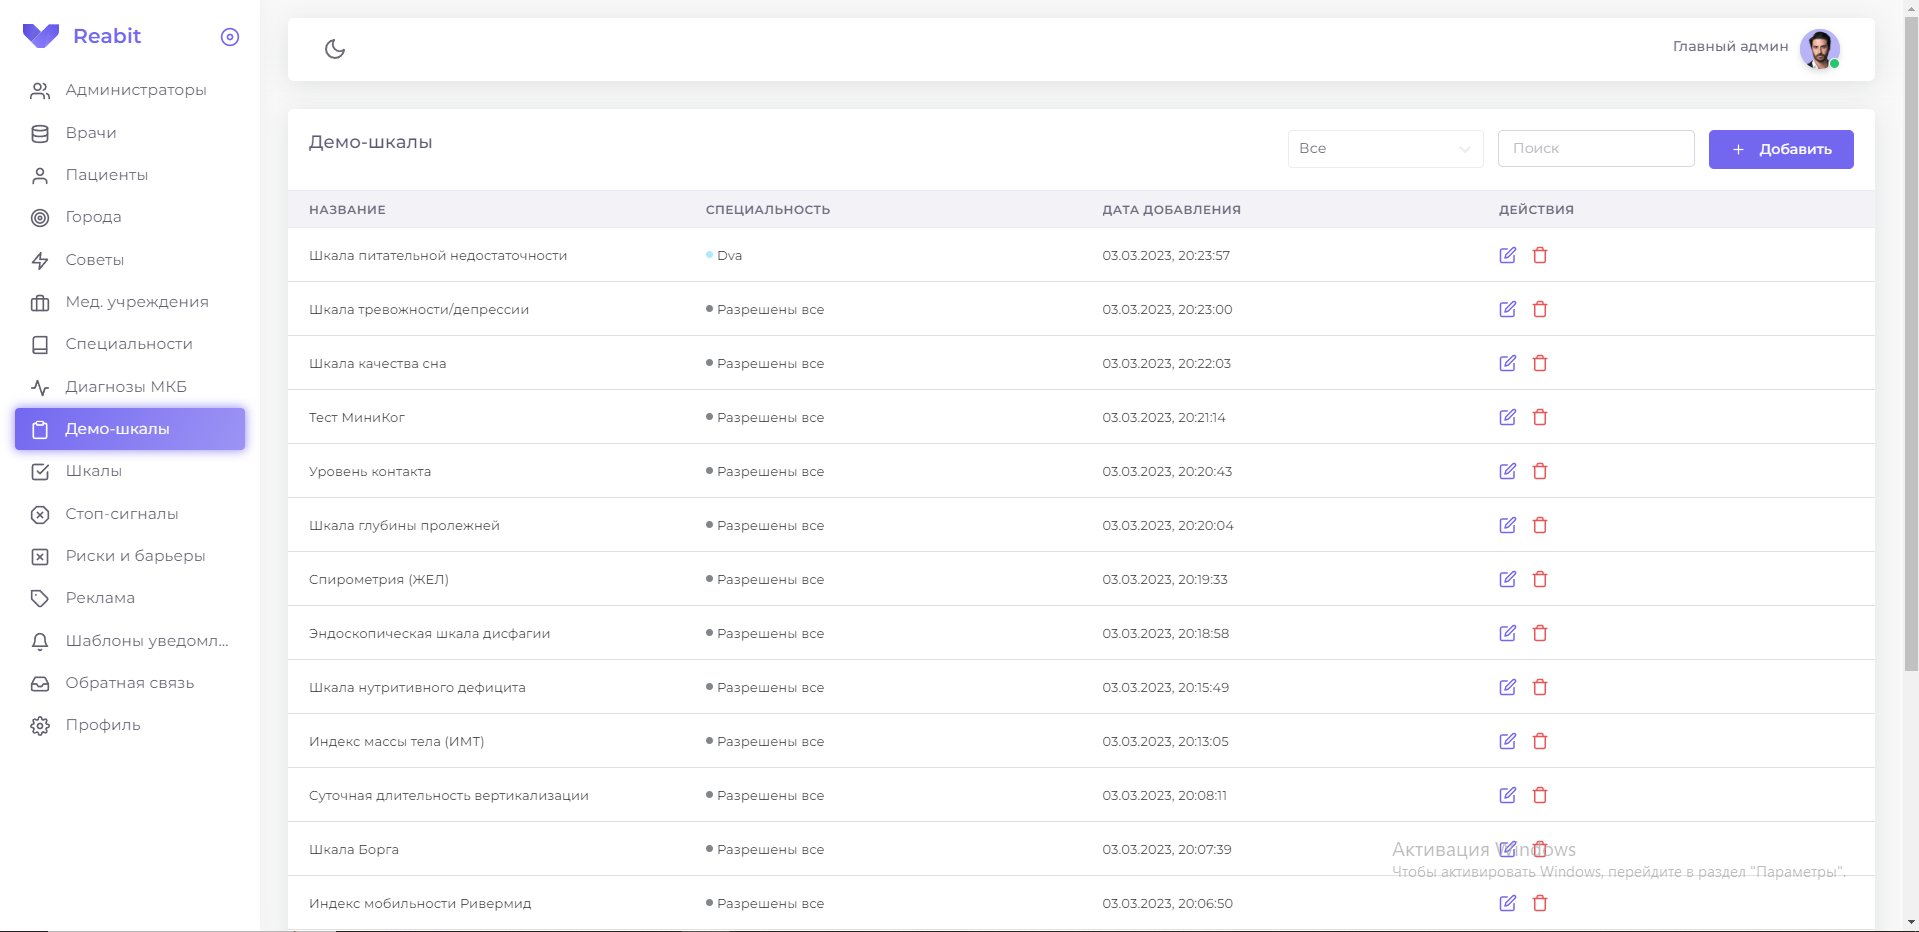 Reabit
Администраторы
Врачи
Пациенты
Города
Советы
Мед. учреждения
Специальности
Диагнозы МКБ
Демо-шкалы
Шкалы
Стоп-сигналы
Риски и барьеры
Реклама
Шаблоны уведомл...
Обратная связь
Профиль
Главный админ
Демо-шкалы
Все Поиск + Добавить
НАЗВАНИЕ СПЕЦИАЛЬНОСТЬ ДАТА ДОБАВЛЕНИЯ ДЕЙСТВИЯ
Шкала питательной недостаточности Dva 03.03.2023, 20:23:57
Шкала тревожности/депрессии Разрешены все 03.03.2023, 20:23:00
Шкала качества сна Разрешены все 03.03.2023, 20:22:03
Тест МиниКог Разрешены все 03.03.2023, 20:21:14
Уровень контакта Разрешены все 03.03.2023, 20:20:43
Шкала глубины пролежней Разрешены все 03.03.2023, 20:20:04
Спирометрия (ЖЕЛ) Разрешены все 03.03.2023, 20:19:33
Эндоскопическая шкала дисфагии Разрешены все 03.03.2023, 20:18:58
Шкала нутритивного дефицита Разрешены все 03.03.2023, 20:15:49
Индекс массы тела (ИМТ) Разрешены все 03.03.2023, 20:13:05
Суточная длительность вертикализации Разрешены все 03.03.2023, 20:08:11
Шкала Борга Разрешены все 03.03.2023, 20:07:39
Активация Windows
Чтобы активировать Windows, перейдите в раздел "Параметры".
Индекс мобильности Ривермид Разрешены все 03.03.2023, 20:06:50